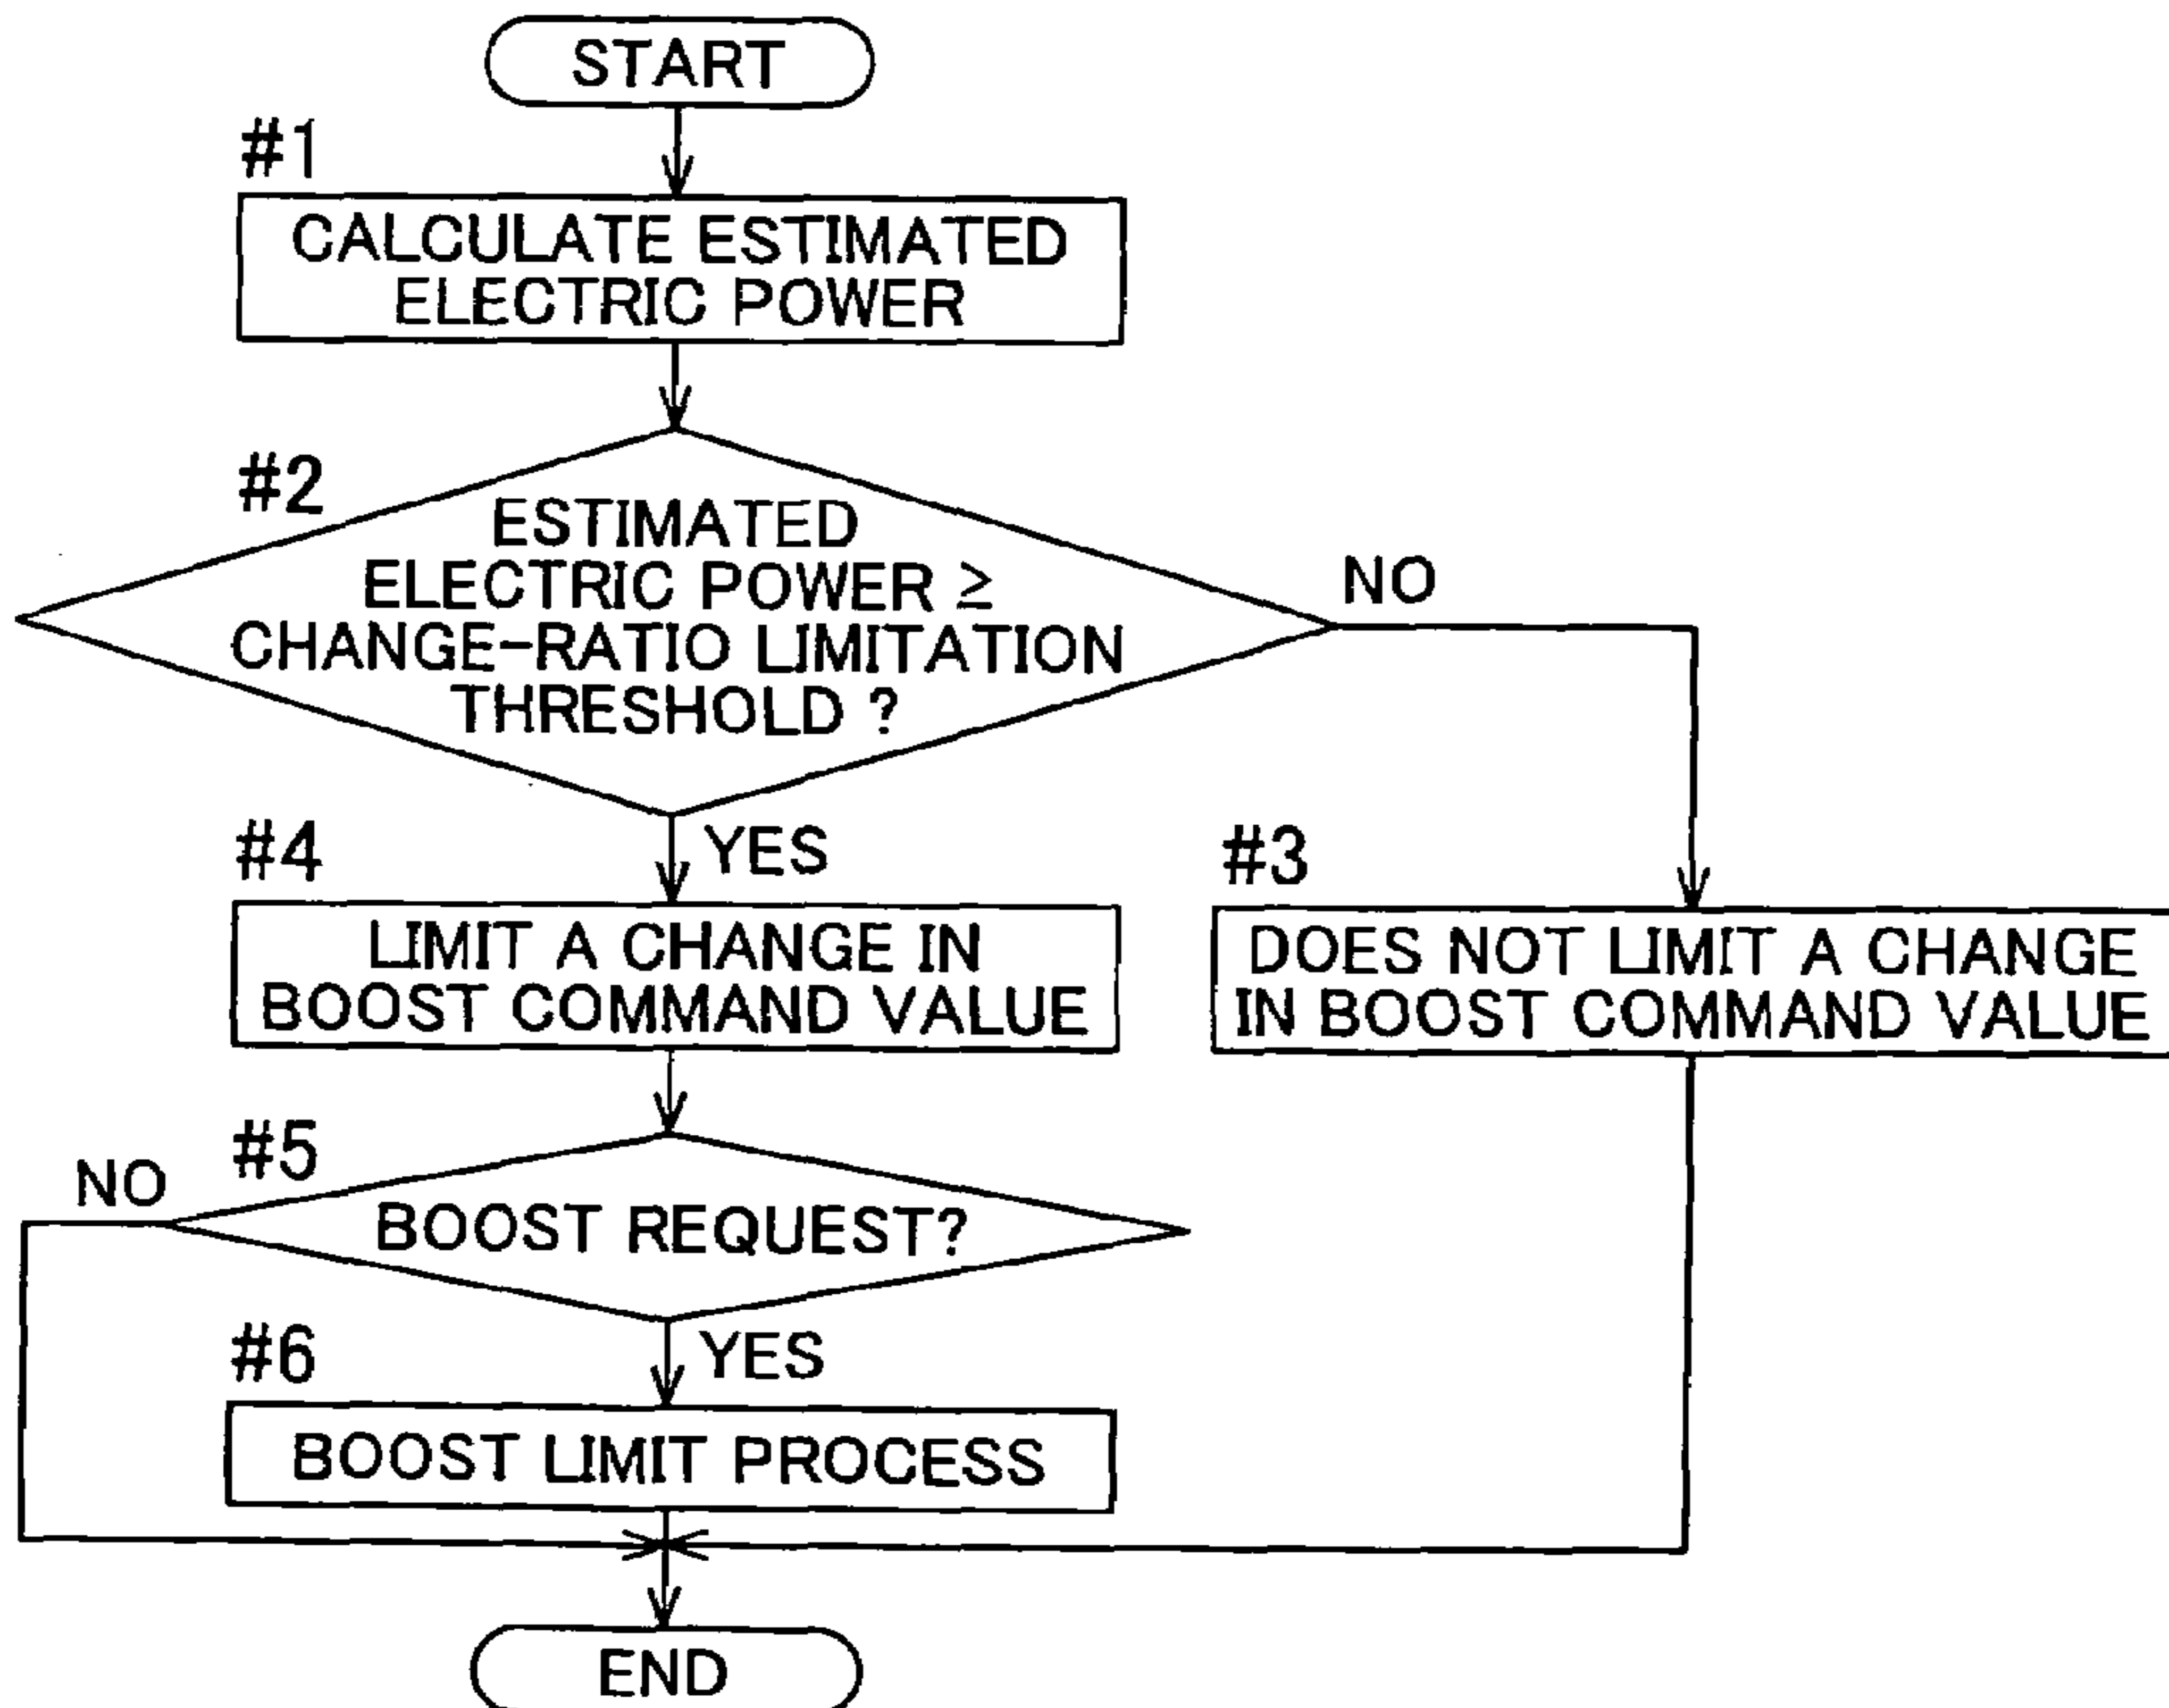 START
#1
CALCULATE ESTIMATED
ELECTRIC POWER
#2
ESTIMATED
ELECTRIC POWER ≥
CHANGE-RATIO LIMITATION
THRESHOLD ?
NO
YES
#4
LIMIT A CHANGE IN
BOOST COMMAND VALUE
#3
DOES NOT LIMIT A CHANGE
IN BOOST COMMAND VALUE
#5
NO
BOOST REQUEST?
YES
#6
BOOST LIMIT PROCESS
END